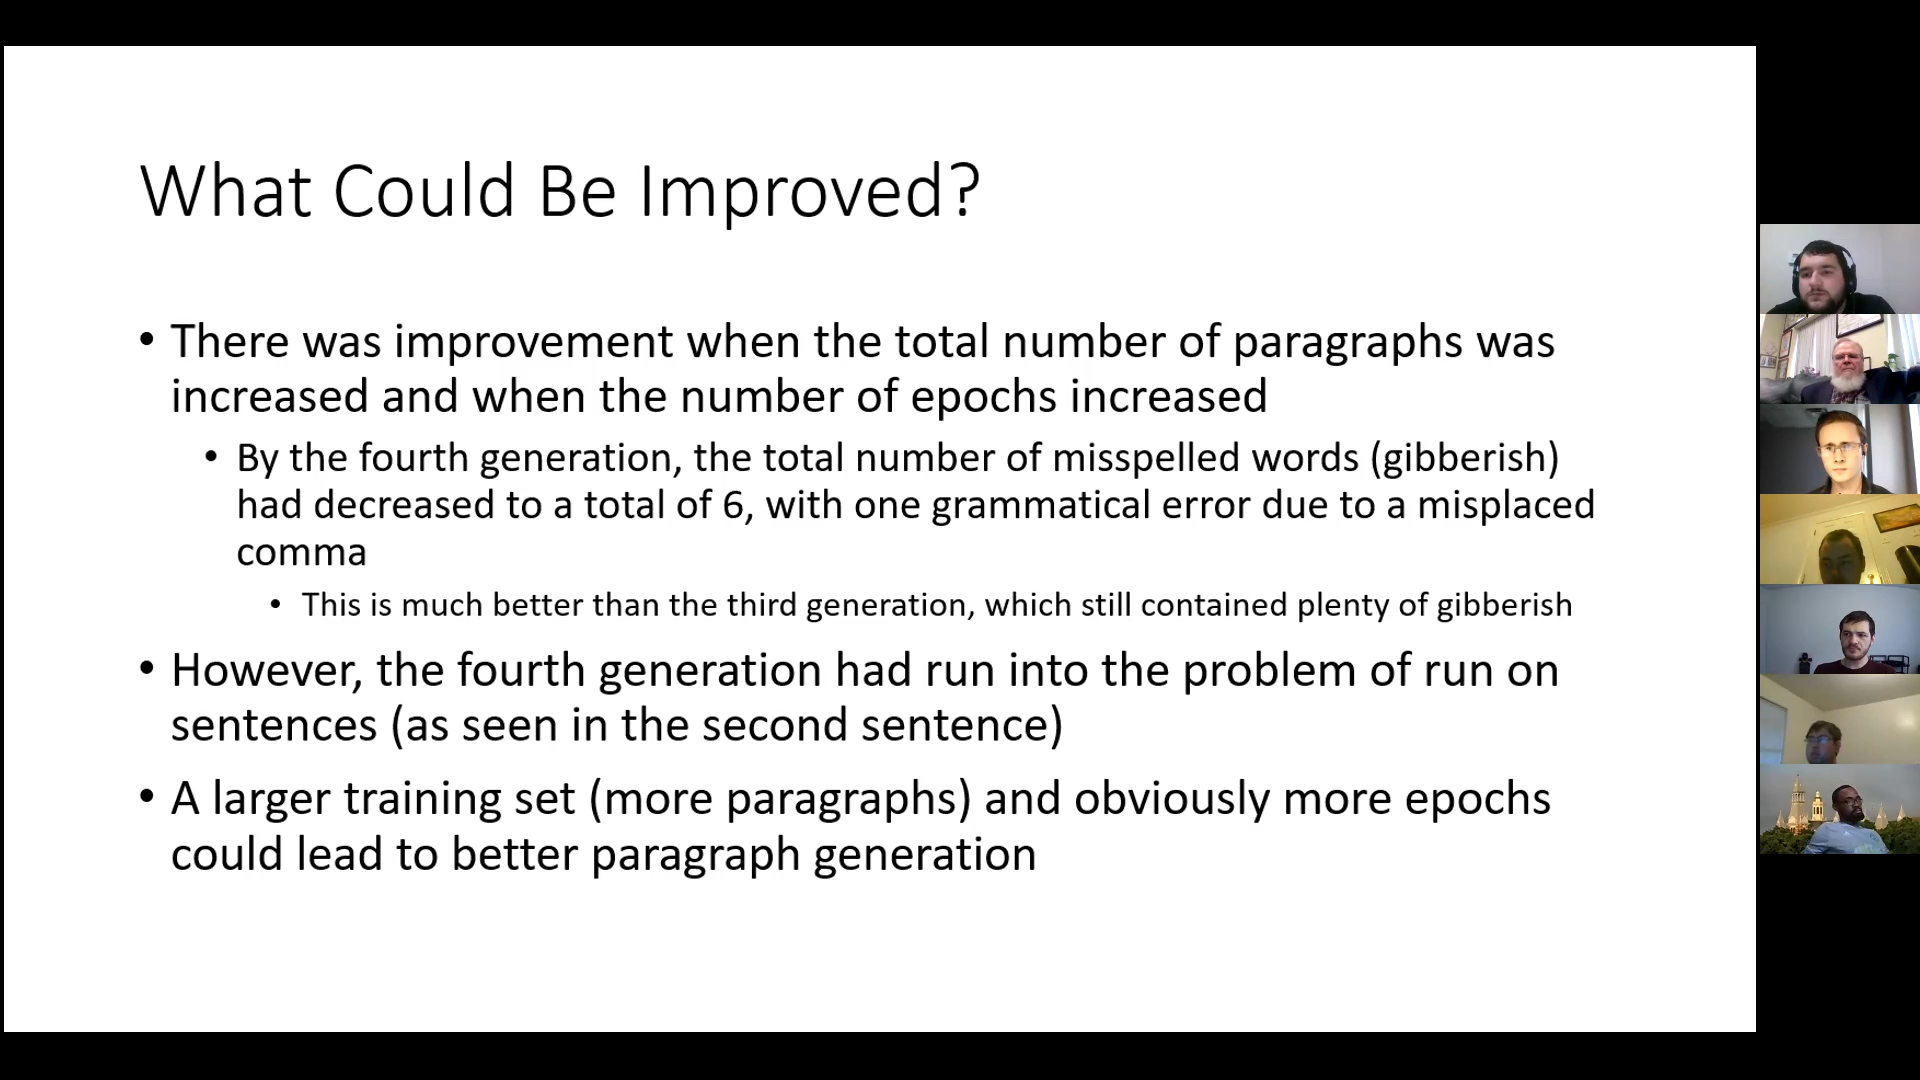 What Could Be Improved?
• There was improvement when the total number of paragraphs was
increased and when the number of epochs increased
• By the fourth generation, the total number of misspelled words (gibberish)
had decreased to a total of 6, with one grammatical error due to a misplaced
comma
• This is much better than the third generation, which still contained plenty of gibberish
• However, the fourth generation had run into the problem of run on
sentences (as seen in the second sentence)
• A larger training set (more paragraphs) and obviously more epochs
could lead to better paragraph generation